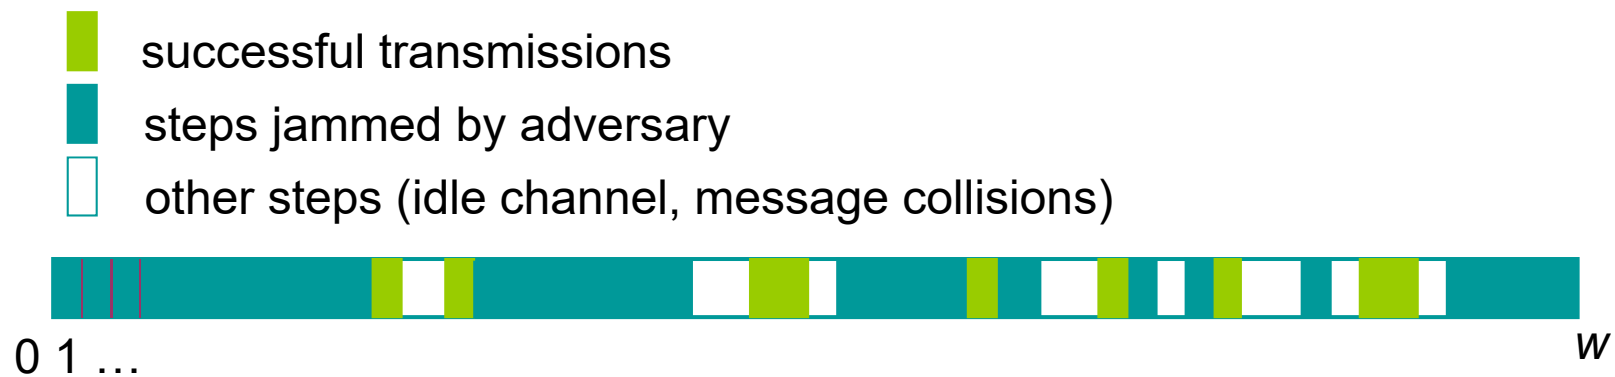 successful transmissions
steps jammed by adversary
other steps (idle channel, message collisions)
0 1 ... w